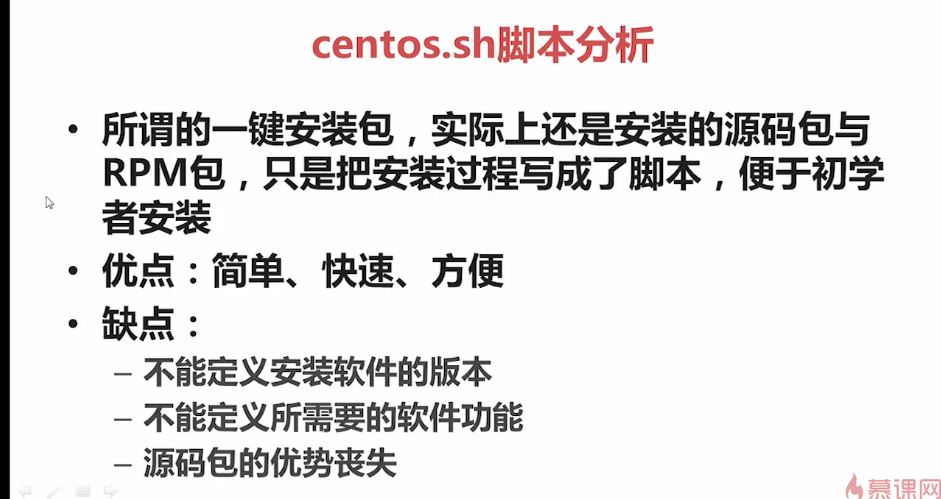 centos.sh脚本分析
• 所谓的一键安装包，实际上还是安装的源码包与
RPM包，只是把安装过程写成了脚本，便于初学
者安装
• 优点：简单、快速、方便
• 缺点：
– 不能定义安装软件的版本
– 不能定义所需要的软件功能
– 源码包的优势丧失
慕课网